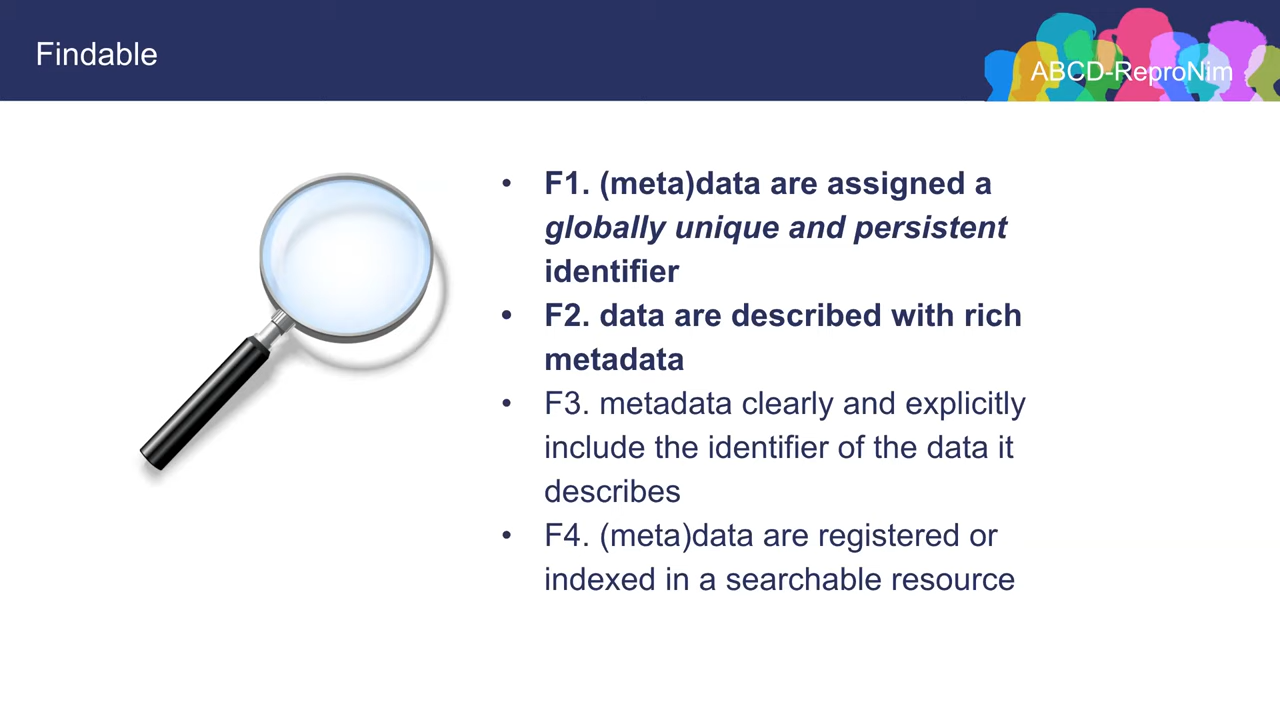 Findable
ABCD-ReproNim
• F1. (meta)data are assigned a
globally unique and persistent
identifier
• F2. data are described with rich
metadata
• F3. metadata clearly and explicitly
include the identifier of the data it
describes
• F4. (meta)data are registered or
indexed in a searchable resource